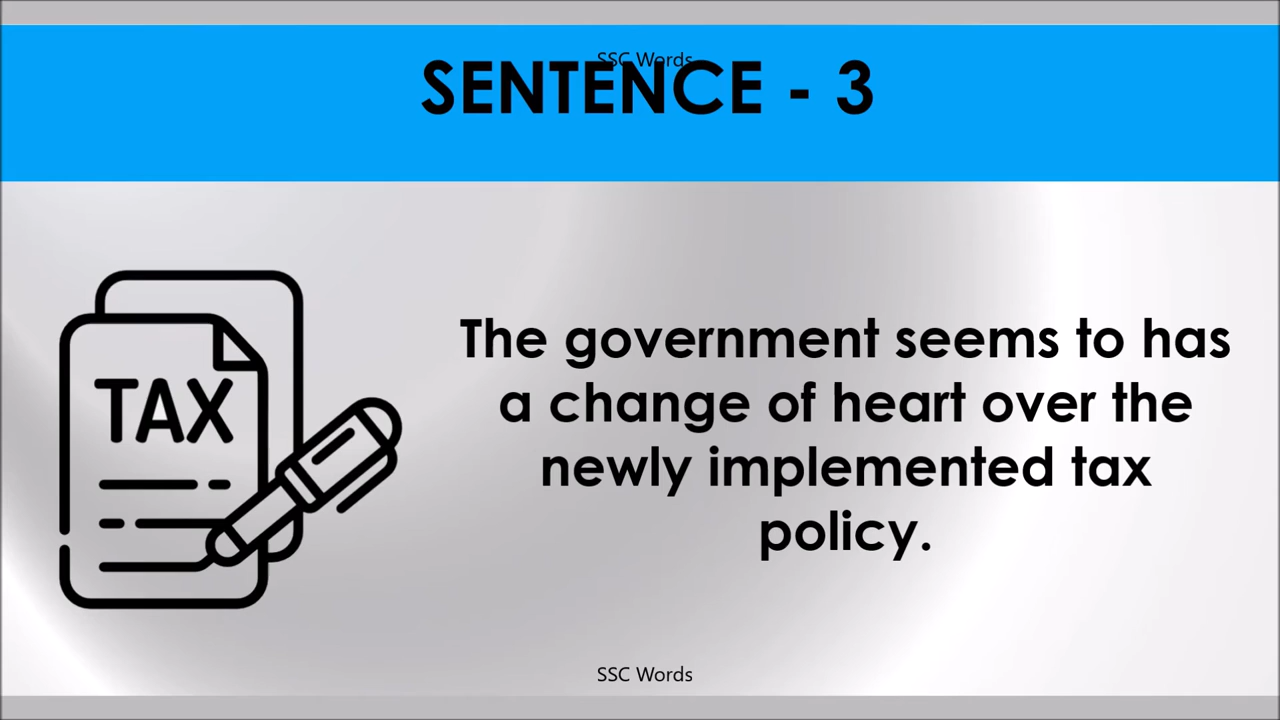 SSC Words
SENTENCE - 3
TAX
The government seems to has
a change of heart over the
newly implemented tax
policy.
SSC Words